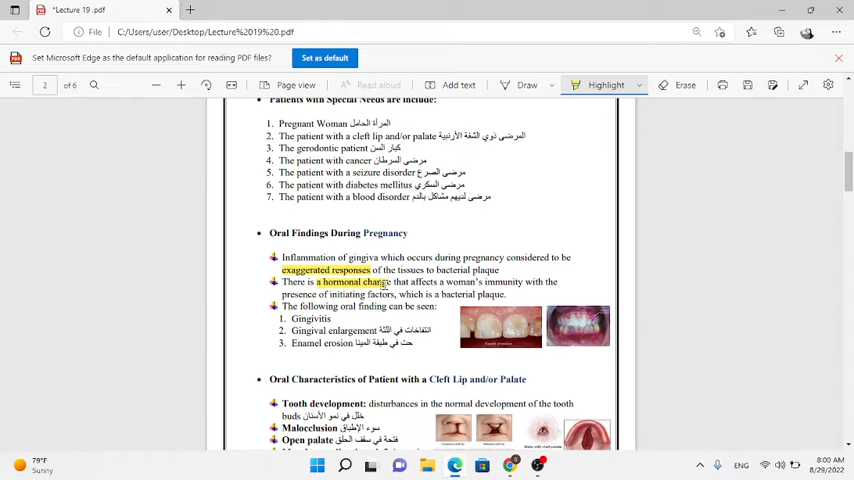 *Lecture 19 .pdf
File
C:/Users/user/Desktop/Lecture%2019%20.pdf
Set Microsoft Edge as the default application for reading PDF files?
Set as default
2 of 6
Page view
Read aloud
Add text
Draw
Highlight
Erase
Patients with Special Needs are Include:
1. Pregnant Woman المرأة الحامل
2. The patient with a cleft lip and/or palate المرضى ذوي الشفة الأرنبية
3. The gerodontic patient كبار السن
4. The patient with cancer مرضى السرطان
5. The patient with a seizure disorder مرضى الصرع
6. The patient with diabetes mellitus مرضى السكري
7. The patient with a blood disorder مرضى لديهم مشاكل بالدم
• Oral Findings During Pregnancy
Inflammation of gingiva which occurs during pregnancy considered to be
exaggerated responses of the tissues to bacterial plaque
There is a hormonal change that affects a woman's immunity with the
presence of initiating factors, which is a bacterial plaque.
The following oral finding can be seen:
1. Gingivitis
2. Gingival enlargement انتفاخات في اللثة
3. Enamel erosion حت في طبقة المينا
• Oral Characteristics of Patient with a Cleft Lip and/or Palate
Tooth development: disturbances in the normal development of the tooth
buds خلل في نمو الأسنان
Malocclusion سوء الإطباق
Open palate فتحة في سقف الحلق
79°F
Sunny
ENG
8:00 AM
8/29/2022